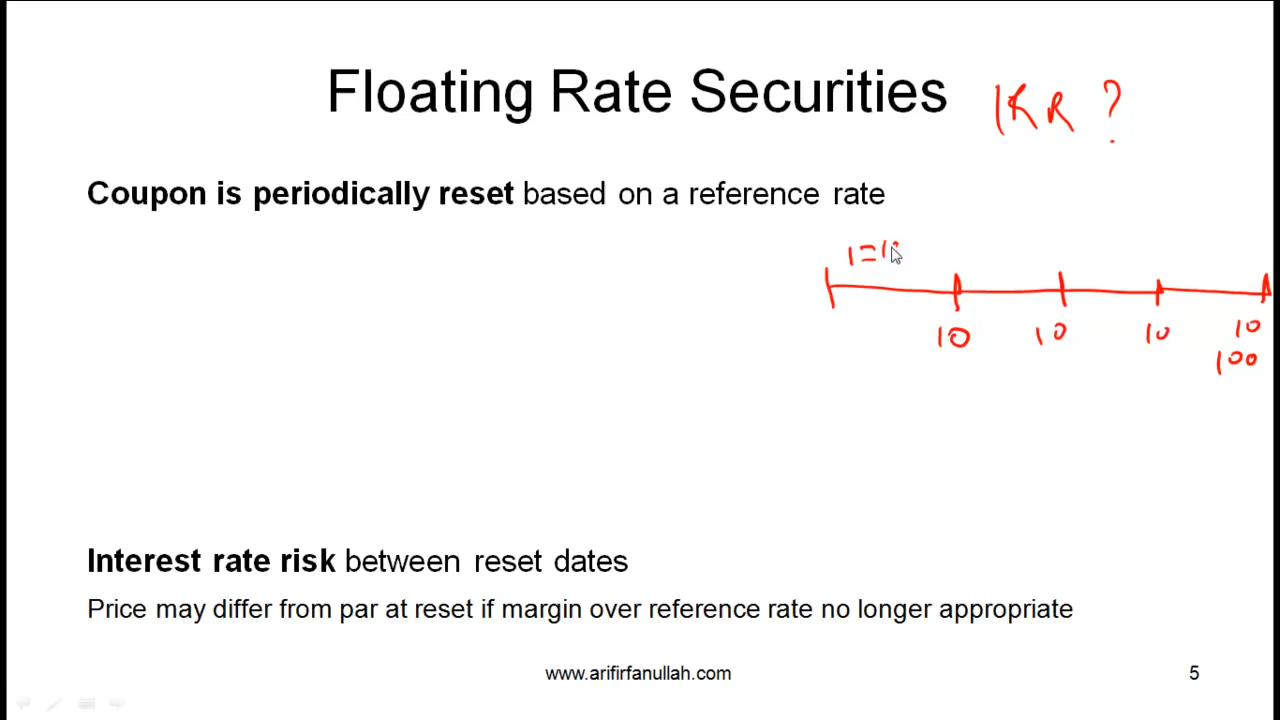 Floating Rate Securities
IRR ?
Coupon is periodically reset based on a reference rate
10 10 10 10
100
Interest rate risk between reset dates
Price may differ from par at reset if margin over reference rate no longer appropriate
www.arifirfanullah.com
5